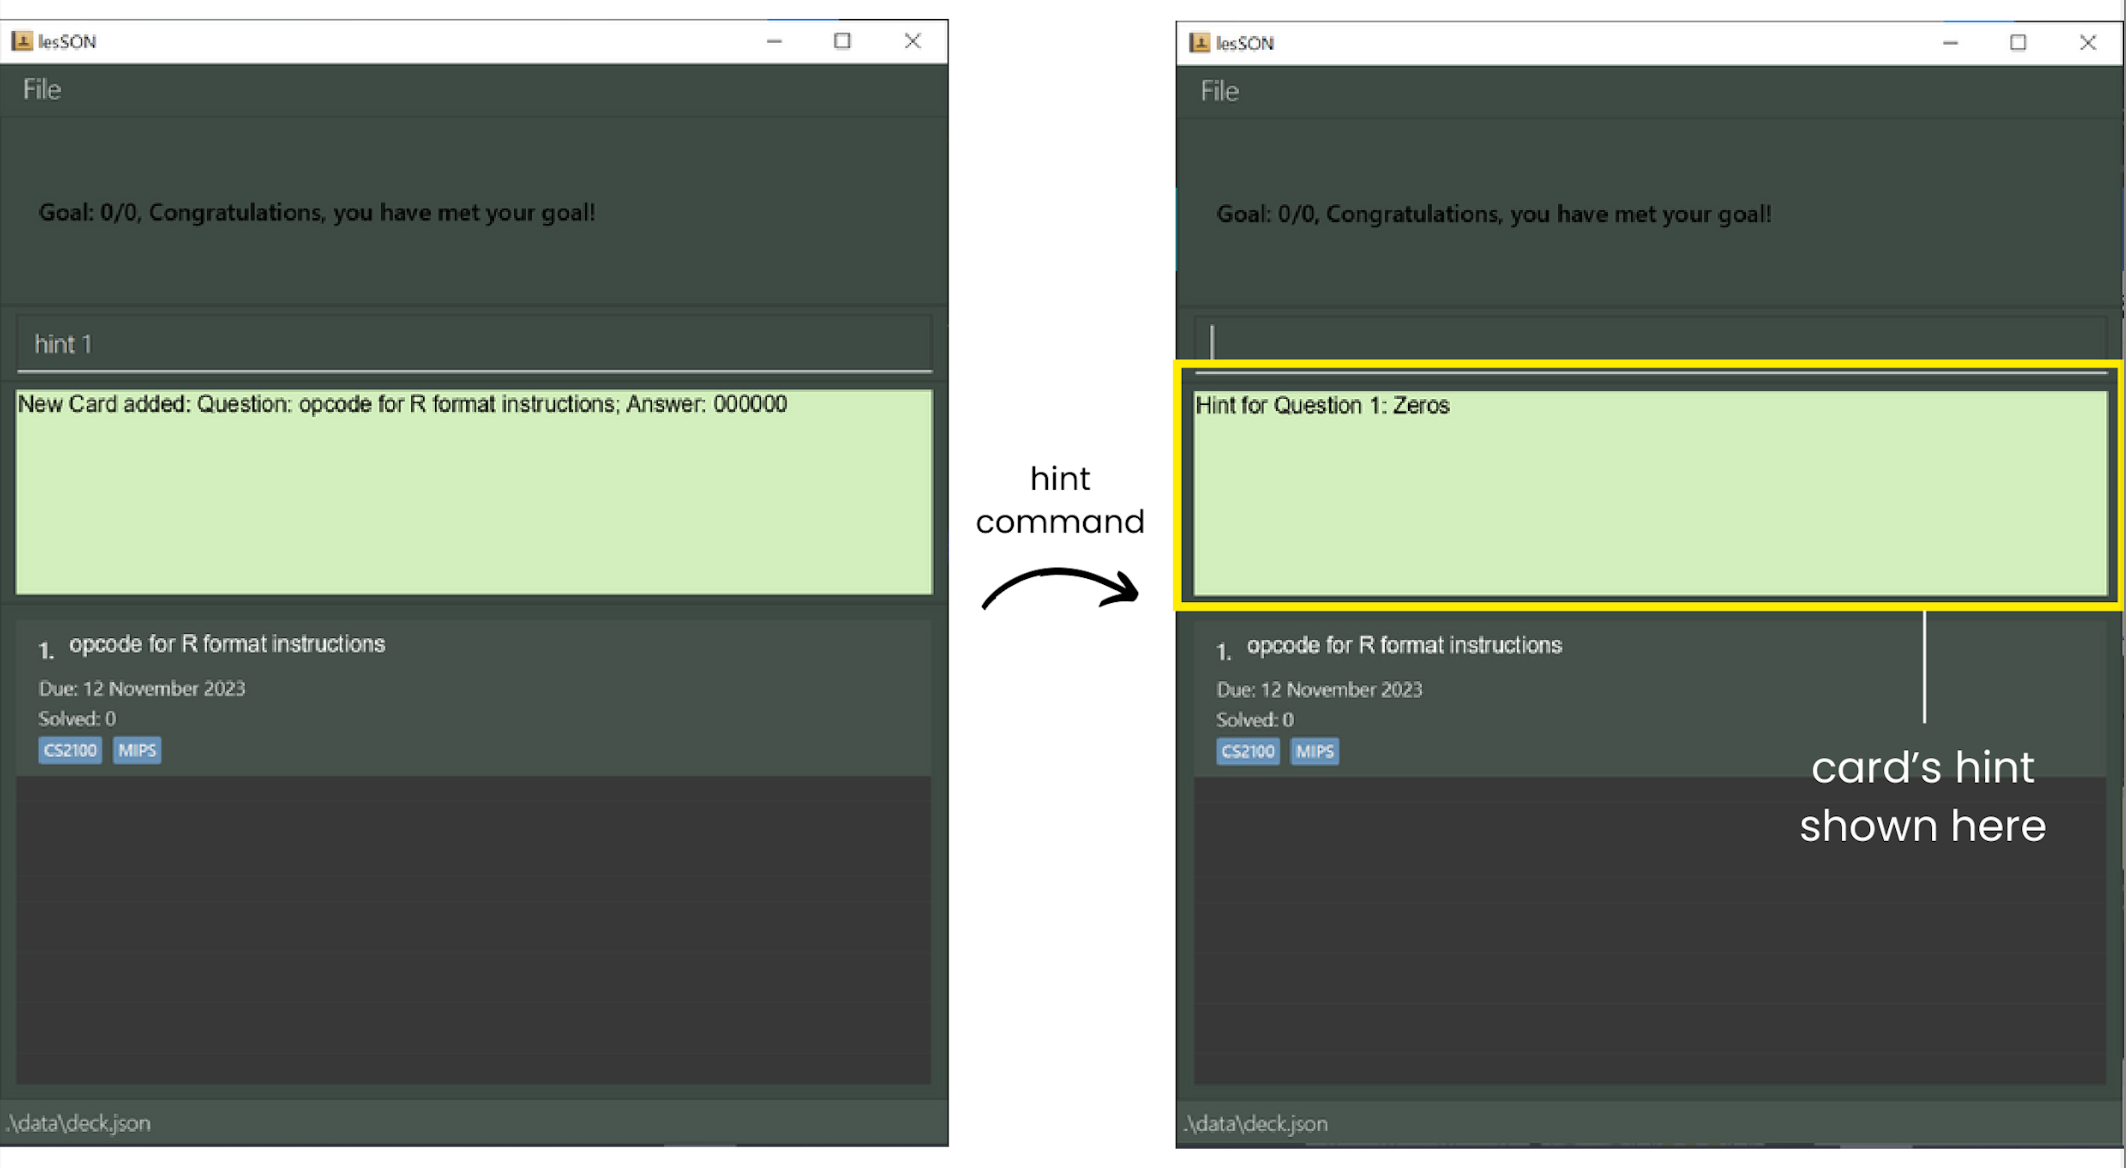 lesSON
File
Goal: 0/0, Congratulations, you have met your goal!
hint 1
New Card added: Question: opcode for R format instructions; Answer: 000000
1. opcode for R format instructions
Due: 12 November 2023
Solved: 0
CS2100 MIPS
.\data\deck.json
hint
command
lesSON
File
Goal: 0/0, Congratulations, you have met your goal!
Hint for Question 1: Zeros
1. opcode for R format instructions
Due: 12 November 2023
Solved: 0
CS2100 MIPS
card's hint
shown here
.\data\deck.json